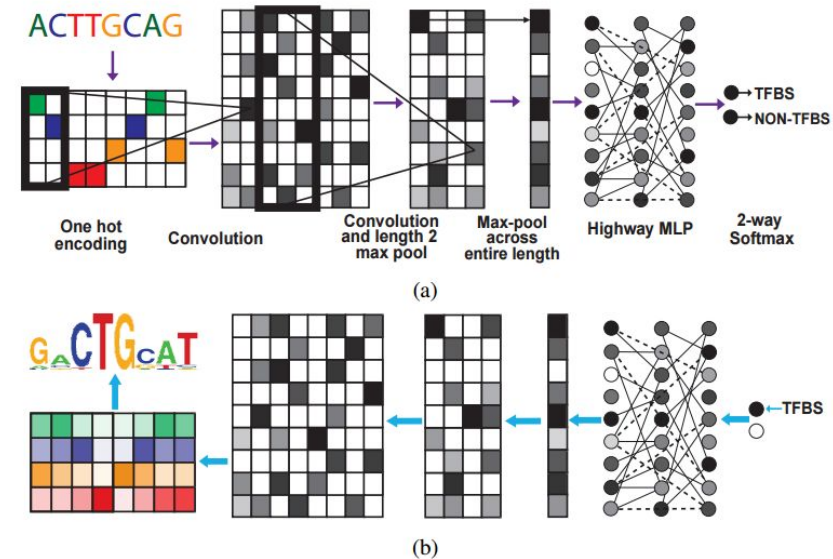 ACTTGCAG
TFBS
NON-TFBS
One hot
encoding
Convolution
Convolution
and length 2
max pool
Max-pool
across
entire length
Highway MLP
2-way
Softmax
(a)
GACTGCAT
TFBS
(b)